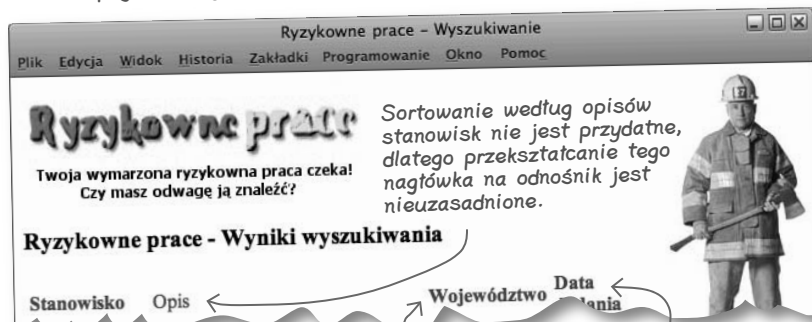 Ryzykowne prace - Wyszukiwanie
Plik Edycja Widok Historia Zakładki Programowanie Okno Pomoc
Ryzykowne prace
Twoja wymarzona ryzykowna praca czeka!
Czy masz odwagę ją znaleźć?
Sortowanie według opisów
stanowisk nie jest przydatne,
dlatego przekształcanie tego
nagłówka na odnośnik jest
nieuzasadnione.
Ryzykowne prace - Wyniki wyszukiwania
Stanowisko Opis Województwo Data